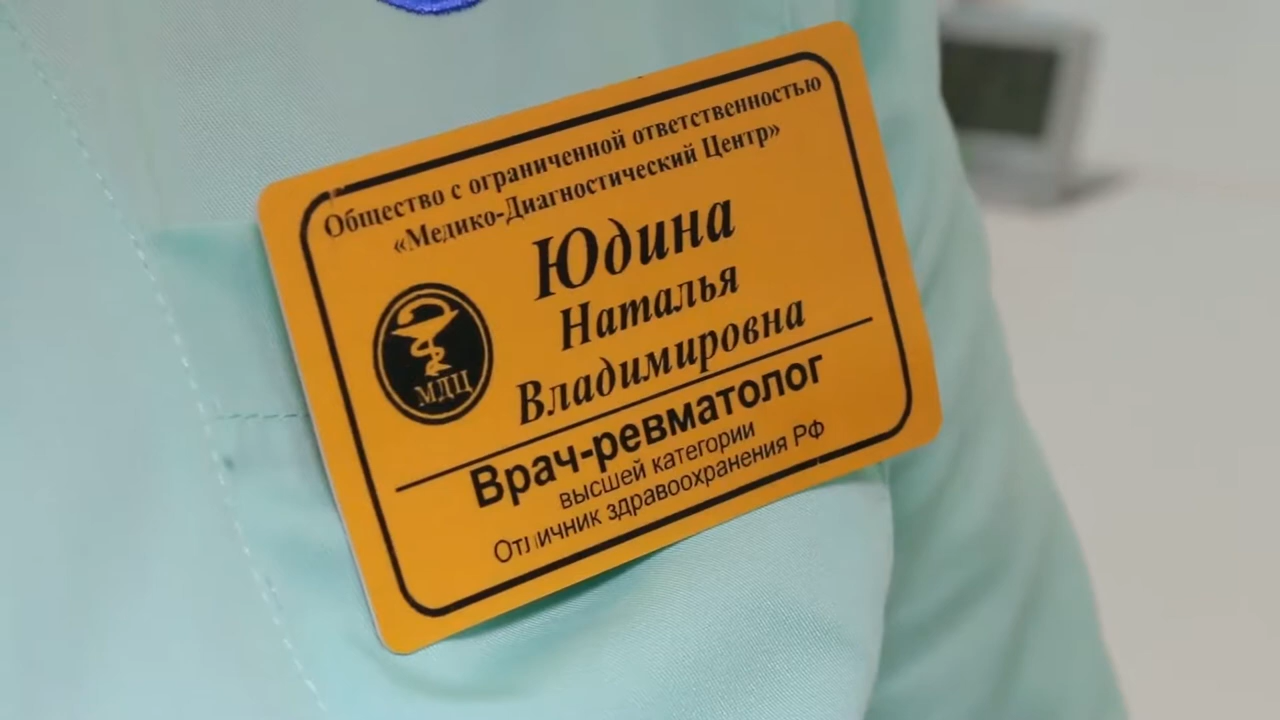 Общество с ограниченной ответственностью
«Медико-Диагностический Центр»
Юдина
Наталья
Владимировна
МДЦ
Врач-ревматолог
высшей категории
Отличник здравоохранения РФ